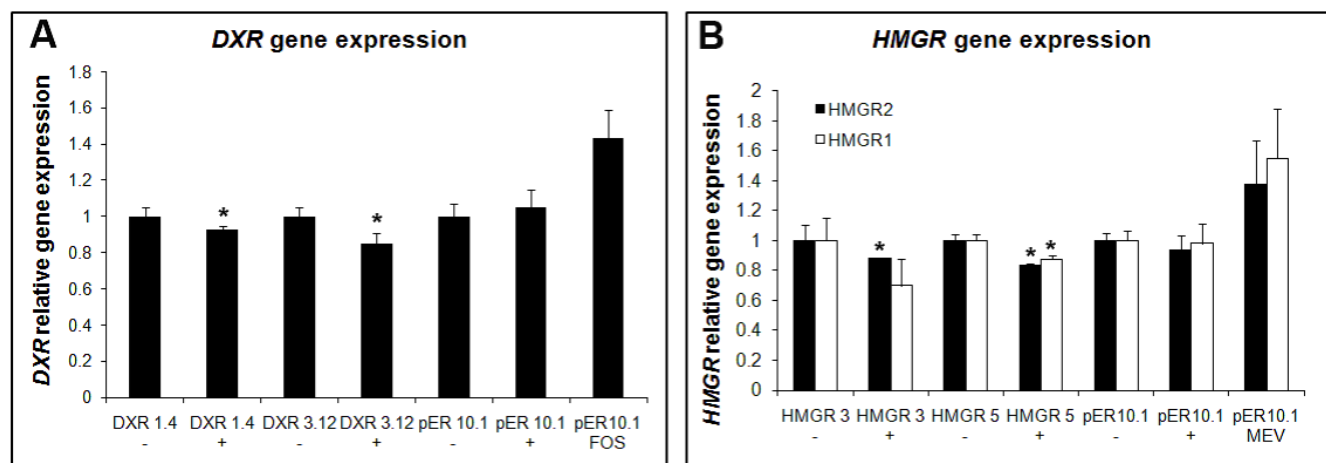 A
DXR gene expression
DXR relative gene expression
1.8
1.6
1.4
1.2
1
0.8
0.6
0.4
0.2
0
*
*
DXR 1.4 DXR 1.4 DXR 3.12 DXR 3.12 pER 10.1 pER 10.1 pER10.1
- + - + - + FOS
B
HMGR gene expression
HMGR relative gene expression
2
1.8
1.6
1.4
1.2
1
0.8
0.6
0.4
0.2
0
HMGR2
HMGR1
*
* *
HMGR 3 HMGR 3 HMGR 5 HMGR 5 pER10.1 pER10.1 pER10.1
- + - + - + MEV